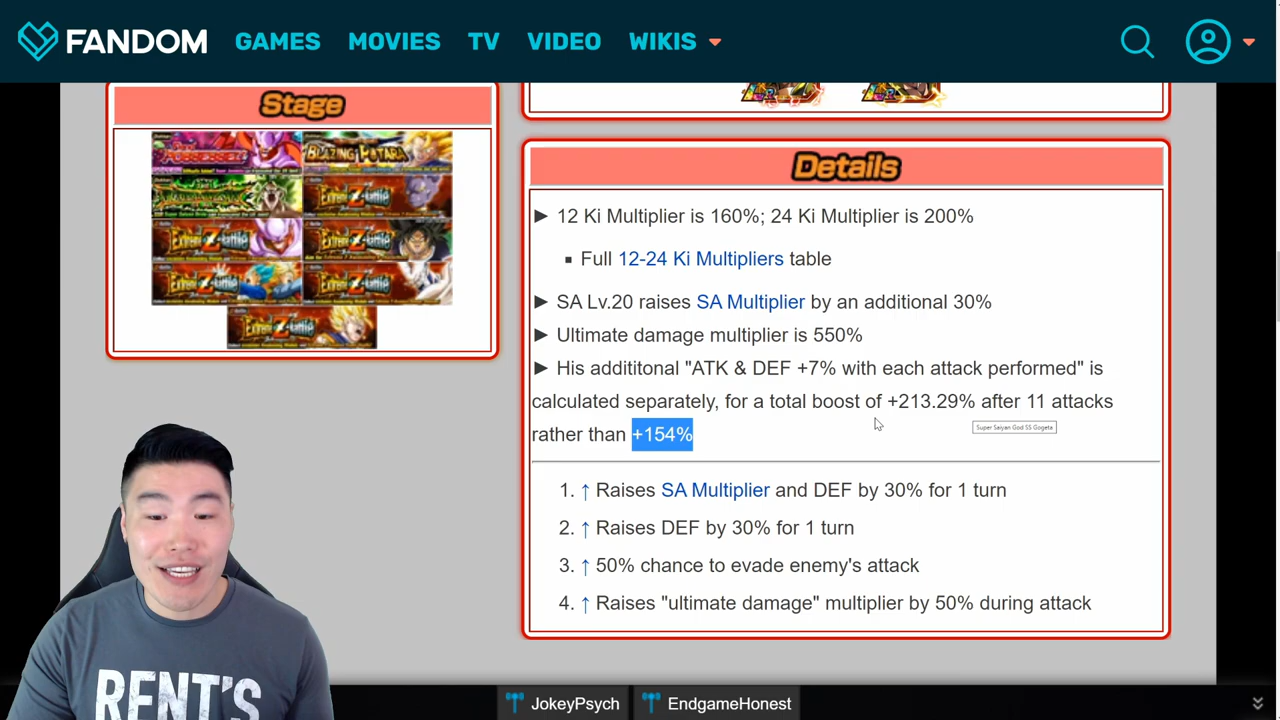 FANDOM GAMES MOVIES TV VIDEO WIKIS
Stage
Details
► 12 Ki Multiplier is 160%; 24 Ki Multiplier is 200%
▪ Full 12-24 Ki Multipliers table
► SA Lv.20 raises SA Multiplier by an additional 30%
► Ultimate damage multiplier is 550%
► His addititonal "ATK & DEF +7% with each attack performed" is
calculated separately, for a total boost of +213.29% after 11 attacks
rather than +154%
Super Saiyan God SS Gogeta
1. ↑ Raises SA Multiplier and DEF by 30% for 1 turn
2. ↑ Raises DEF by 30% for 1 turn
3. ↑ 50% chance to evade enemy's attack
4. ↑ Raises "ultimate damage" multiplier by 50% during attack
RENT'S
JokeyPsych EndgameHonest